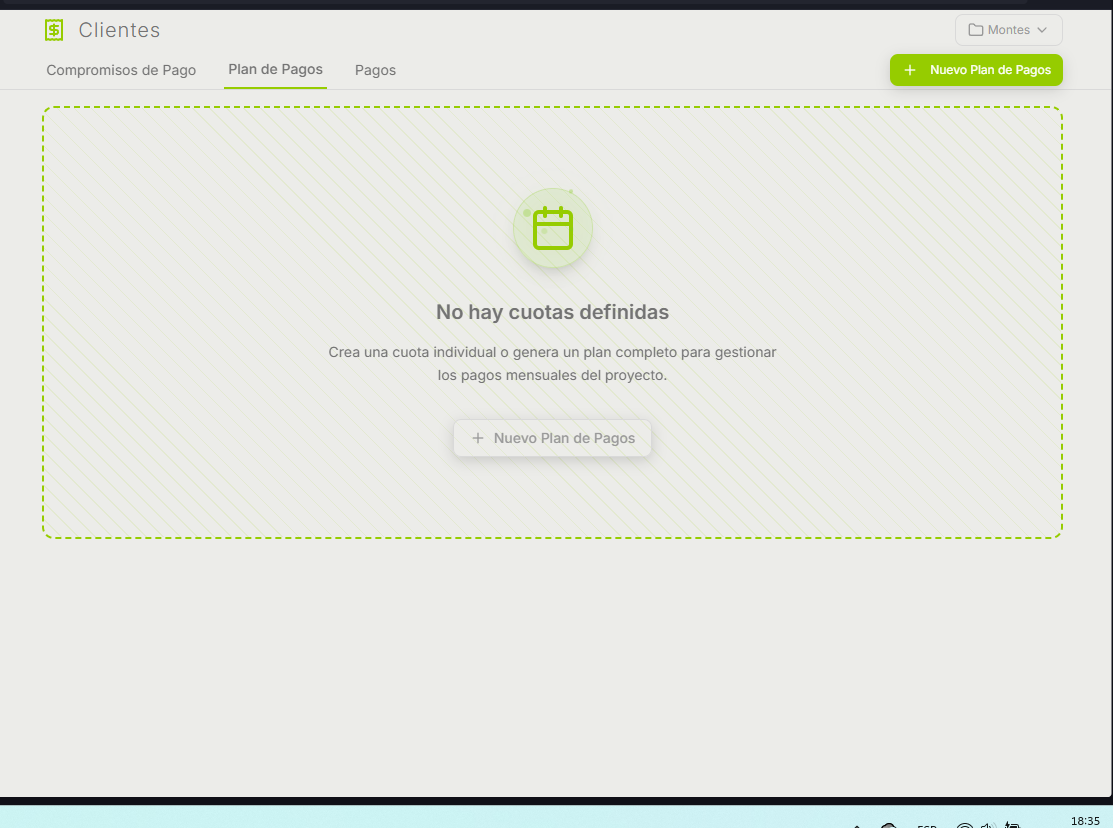 Clientes
Montes
Compromisos de Pago
Plan de Pagos
Pagos
Nuevo Plan de Pagos
No hay cuotas definidas
Crea una cuota individual o genera un plan completo para gestionar
los pagos mensuales del proyecto.
Nuevo Plan de Pagos
18:35